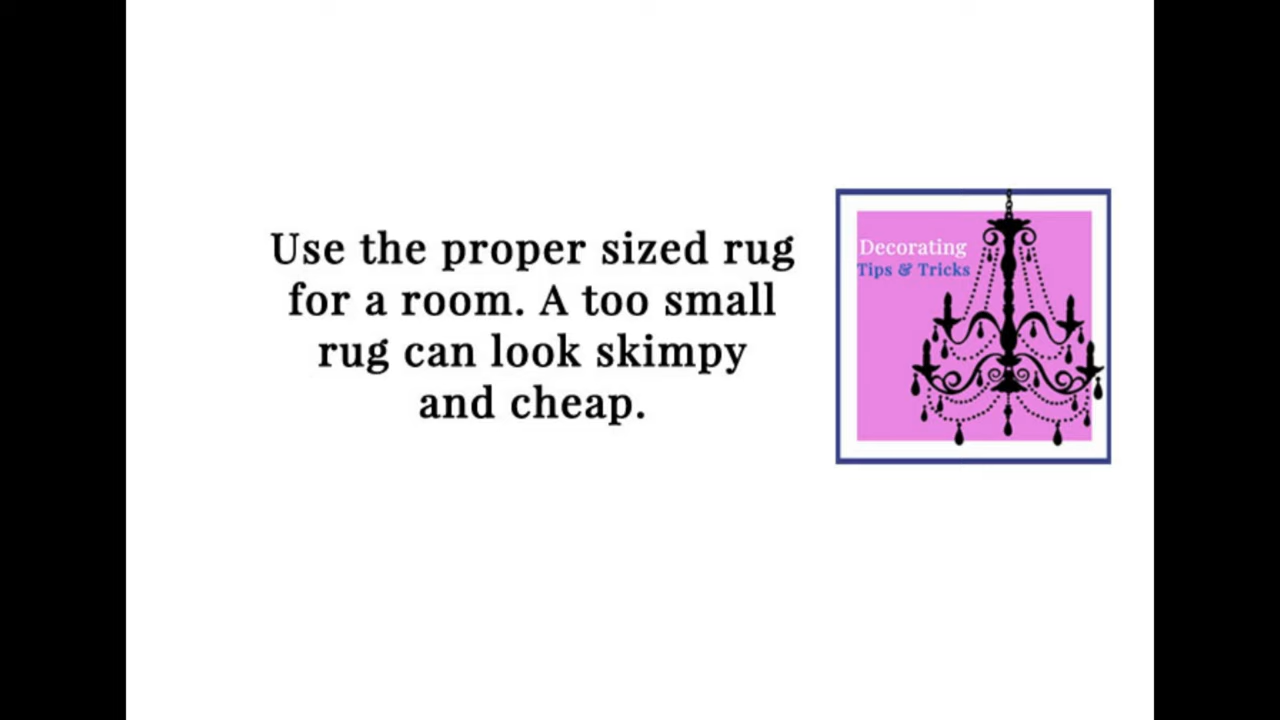 Use the proper sized rug
for a room. A too small
rug can look skimpy
and cheap.
Decorating
Tips & Tricks